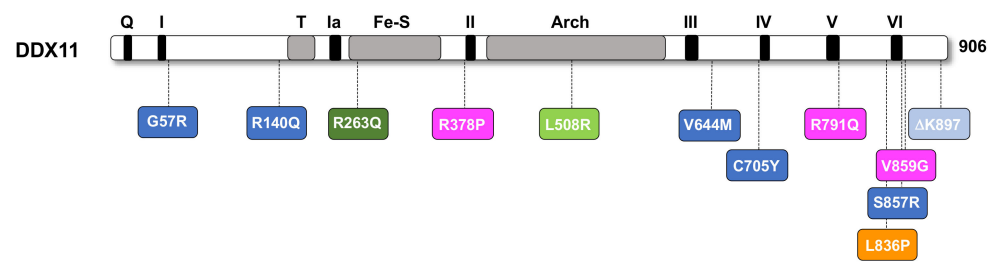 Q I T Ia Fe-S II Arch III IV V VI
DDX11 906
G57R R140Q R263Q R378P L508R V644M R791Q ΔK897
C705Y V859G
S857R
L836P